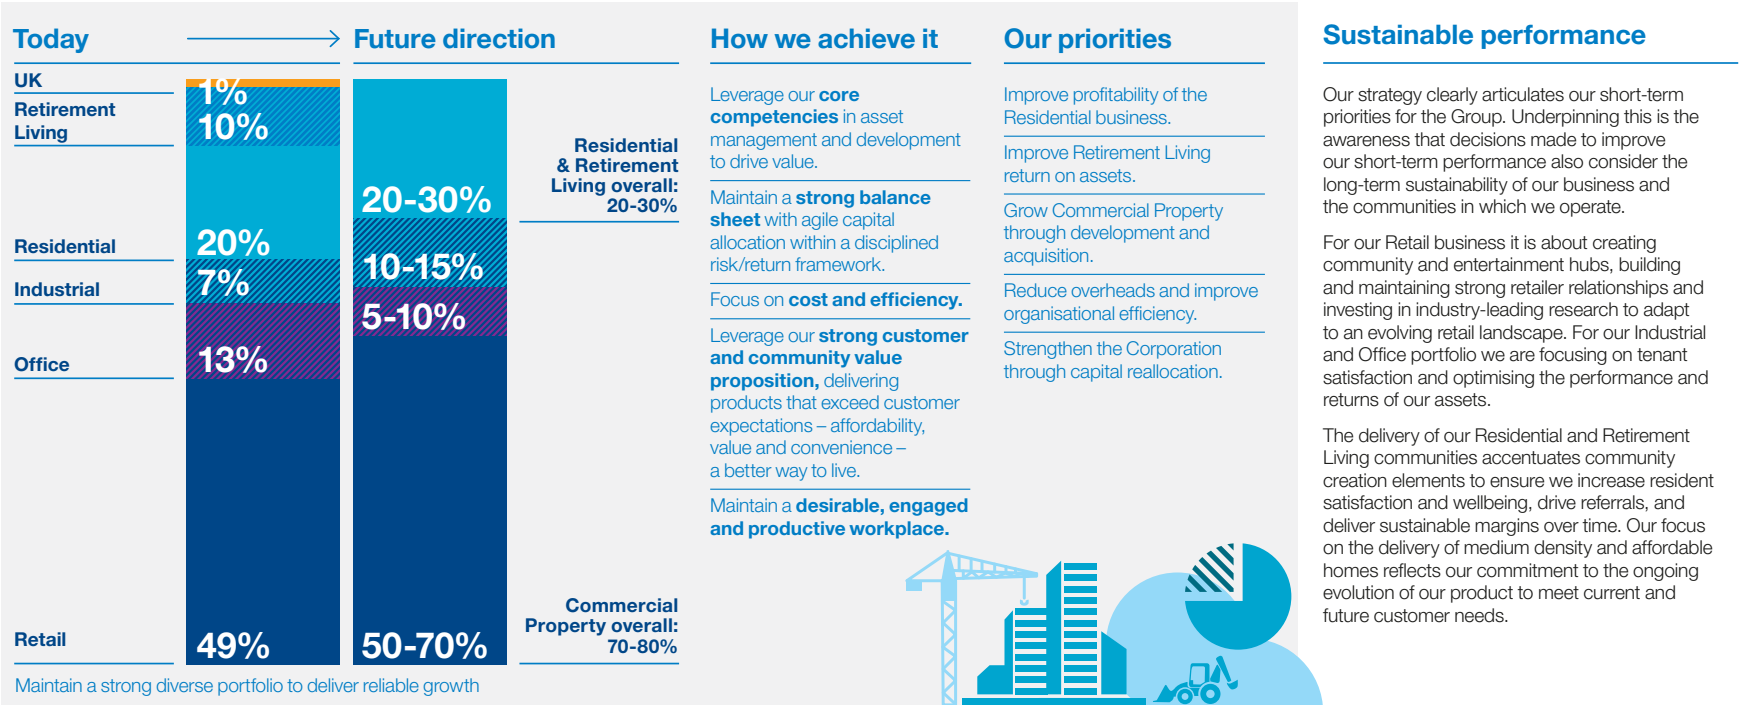 Today
Future direction
UK
1%
Retirement
Living
10%
Residential
20%
Industrial
7%
Office
13%
Retail
49%
20-30%
10-15%
5-10%
50-70%
Residential
& Retirement
Living overall:
20-30%
Commercial
Property overall:
70-80%
Maintain a strong diverse portfolio to deliver reliable growth
How we achieve it
Leverage our core
competencies in asset
management and development
to drive value.
Maintain a strong balance
sheet with agile capital
allocation within a disciplined
risk/return framework.
Focus on cost and efficiency.
Leverage our strong customer
and community value
proposition, delivering
products that exceed customer
expectations – affordability,
value and convenience –
a better way to live.
Maintain a desirable, engaged
and productive workplace.
Our priorities
Improve profitability of the
Residential business.
Improve Retirement Living
return on assets.
Grow Commercial Property
through development and
acquisition.
Reduce overheads and improve
organisational efficiency.
Strengthen the Corporation
through capital reallocation.
Sustainable performance
Our strategy clearly articulates our short-term
priorities for the Group. Underpinning this is the
awareness that decisions made to improve
our short-term performance also consider the
long-term sustainability of our business and
the communities in which we operate.
For our Retail business it is about creating
community and entertainment hubs, building
and maintaining strong retailer relationships and
investing in industry-leading research to adapt
to an evolving retail landscape. For our Industrial
and Office portfolio we are focusing on tenant
satisfaction and optimising the performance and
returns of our assets.
The delivery of our Residential and Retirement
Living communities accentuates community
creation elements to ensure we increase resident
satisfaction and wellbeing, drive referrals, and
deliver sustainable margins over time. Our focus
on the delivery of medium density and affordable
homes reflects our commitment to the ongoing
evolution of our product to meet current and
future customer needs.